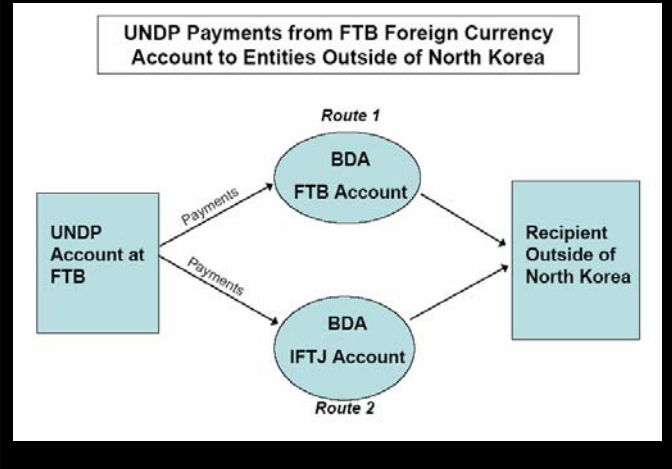 UNDP Payments from FTB Foreign Currency
Account to Entities Outside of North Korea
Route 1
BDA
FTB Account
Payments
UNDP
Account at
FTB
Recipient
Outside of
North Korea
Payments
BDA
IFTJ Account
Route 2